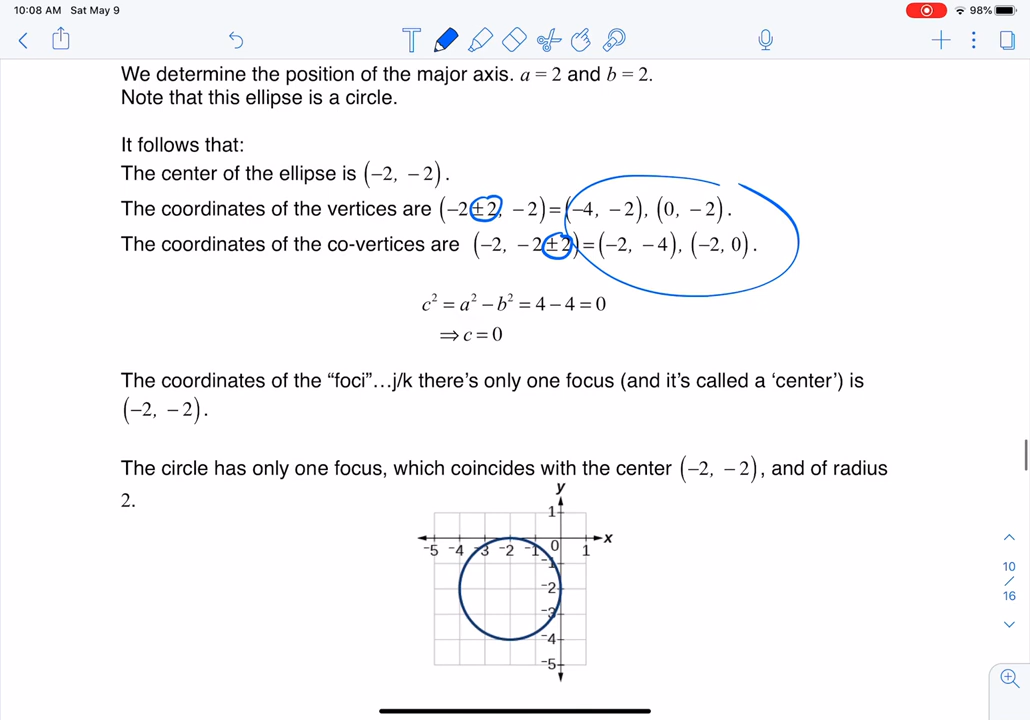 10:08 AM Sat May 9
98%
We determine the position of the major axis. a = 2 and b = 2.
Note that this ellipse is a circle.
It follows that:
The center of the ellipse is (−2, −2).
The coordinates of the vertices are (−2±2, −2)=(−4, −2), (0, −2).
The coordinates of the co-vertices are (−2, −2±2)=(−2, −4), (−2, 0).
c² = a² − b² = 4 − 4 = 0
⇒ c = 0
The coordinates of the “foci”…j/k there’s only one focus (and it’s called a ‘center’) is
(−2, −2).
The circle has only one focus, which coincides with the center (−2, −2), and of radius
2.
y
1
x
-5 -4 -3 -2 -1 0 1
-1
-2
-3
-4
-5
10
/
16